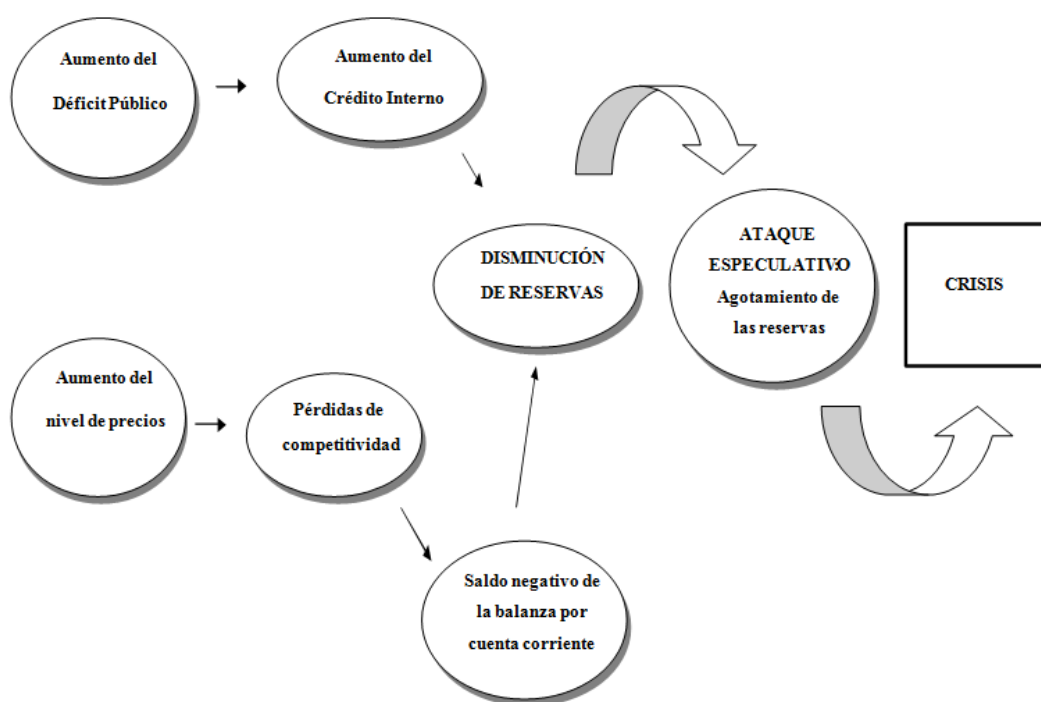 Aumento del
Déficit Público
Aumento del
Crédito Interno
DISMINUCIÓN
DE RESERVAS
ATAQUE
ESPECULATIVO:
Agotamiento de
las reservas
CRISIS
Aumento del
nivel de precios
Pérdidas de
competitividad
Saldo negativo de
la balanza por
cuenta corriente